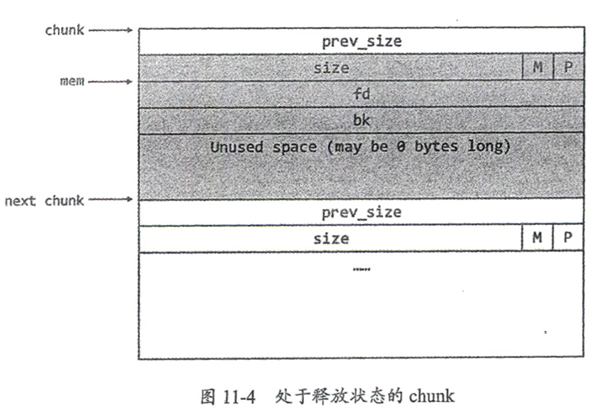 chunk
prev_size
size M P
mem
fd
bk
Unused space (may be 0 bytes long)
next chunk
prev_size
size M P
……
图 11-4 处于释放状态的 chunk